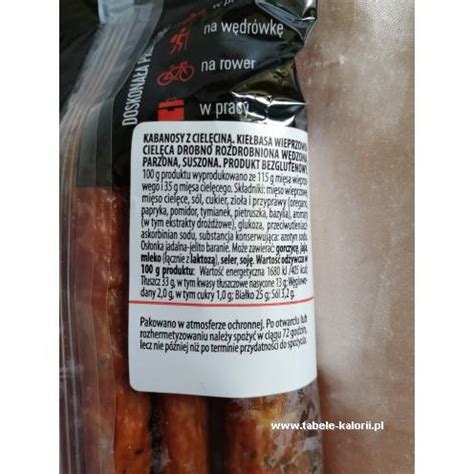 DOSKONAŁA
na wędrówkę
na rower
w pracy
KABANOSY Z CIELĘCINĄ. KIEŁBASA WIEPRZOWO
CIELĘCA DROBNO ROZDROBNIONA WĘDZONA,
PARZONA, SUSZONA. PRODUKT BEZGLUTENOWY.
100 g produktu wyprodukowano ze 115 g mięsa wieprzo-
wego i 35 g mięsa cielęcego. Składniki: mięso wieprzowe,
mięso cielęce, sól, cukier, zioła i przyprawy (oregano,
papryka, pomidor, tymianek, pietruszka, bazylia), aromaty
(w tym ekstrakty drożdżowe), glukoza, przeciwutleniacz:
askorbinian sodu, substancja konserwująca: azotyn sodu.
Osłonka jadalna-jelito baranie. Może zawierać: gorczycę, jaja,
mleko (łącznie z laktozą), seler, soję. Wartość odżywcza w
100 g produktu: Wartość energetyczna 1680 kJ /405 kcal;
Tłuszcz 33 g, w tym kwasy tłuszczowe nasycone 13 g; Węglowo-
dany 2,0 g, w tym cukry 1,0 g; Białko 25 g; Sól 3,2 g.
Pakowano w atmosferze ochronnej. Po otwarciu lub
rozhermetyzowaniu należy spożyć w ciągu 72 godzin,
lecz nie później niż po terminie przydatności do spożycia.
www.tabele-kalorii.pl